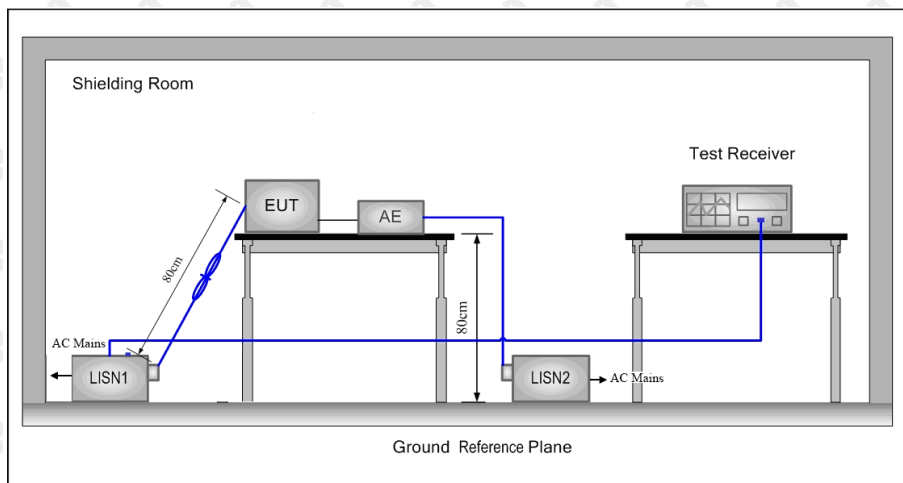 Shielding Room
Test Receiver
EUT
AE
80cm
80cm
AC Mains
LISN1
LISN2
AC Mains
Ground Reference Plane